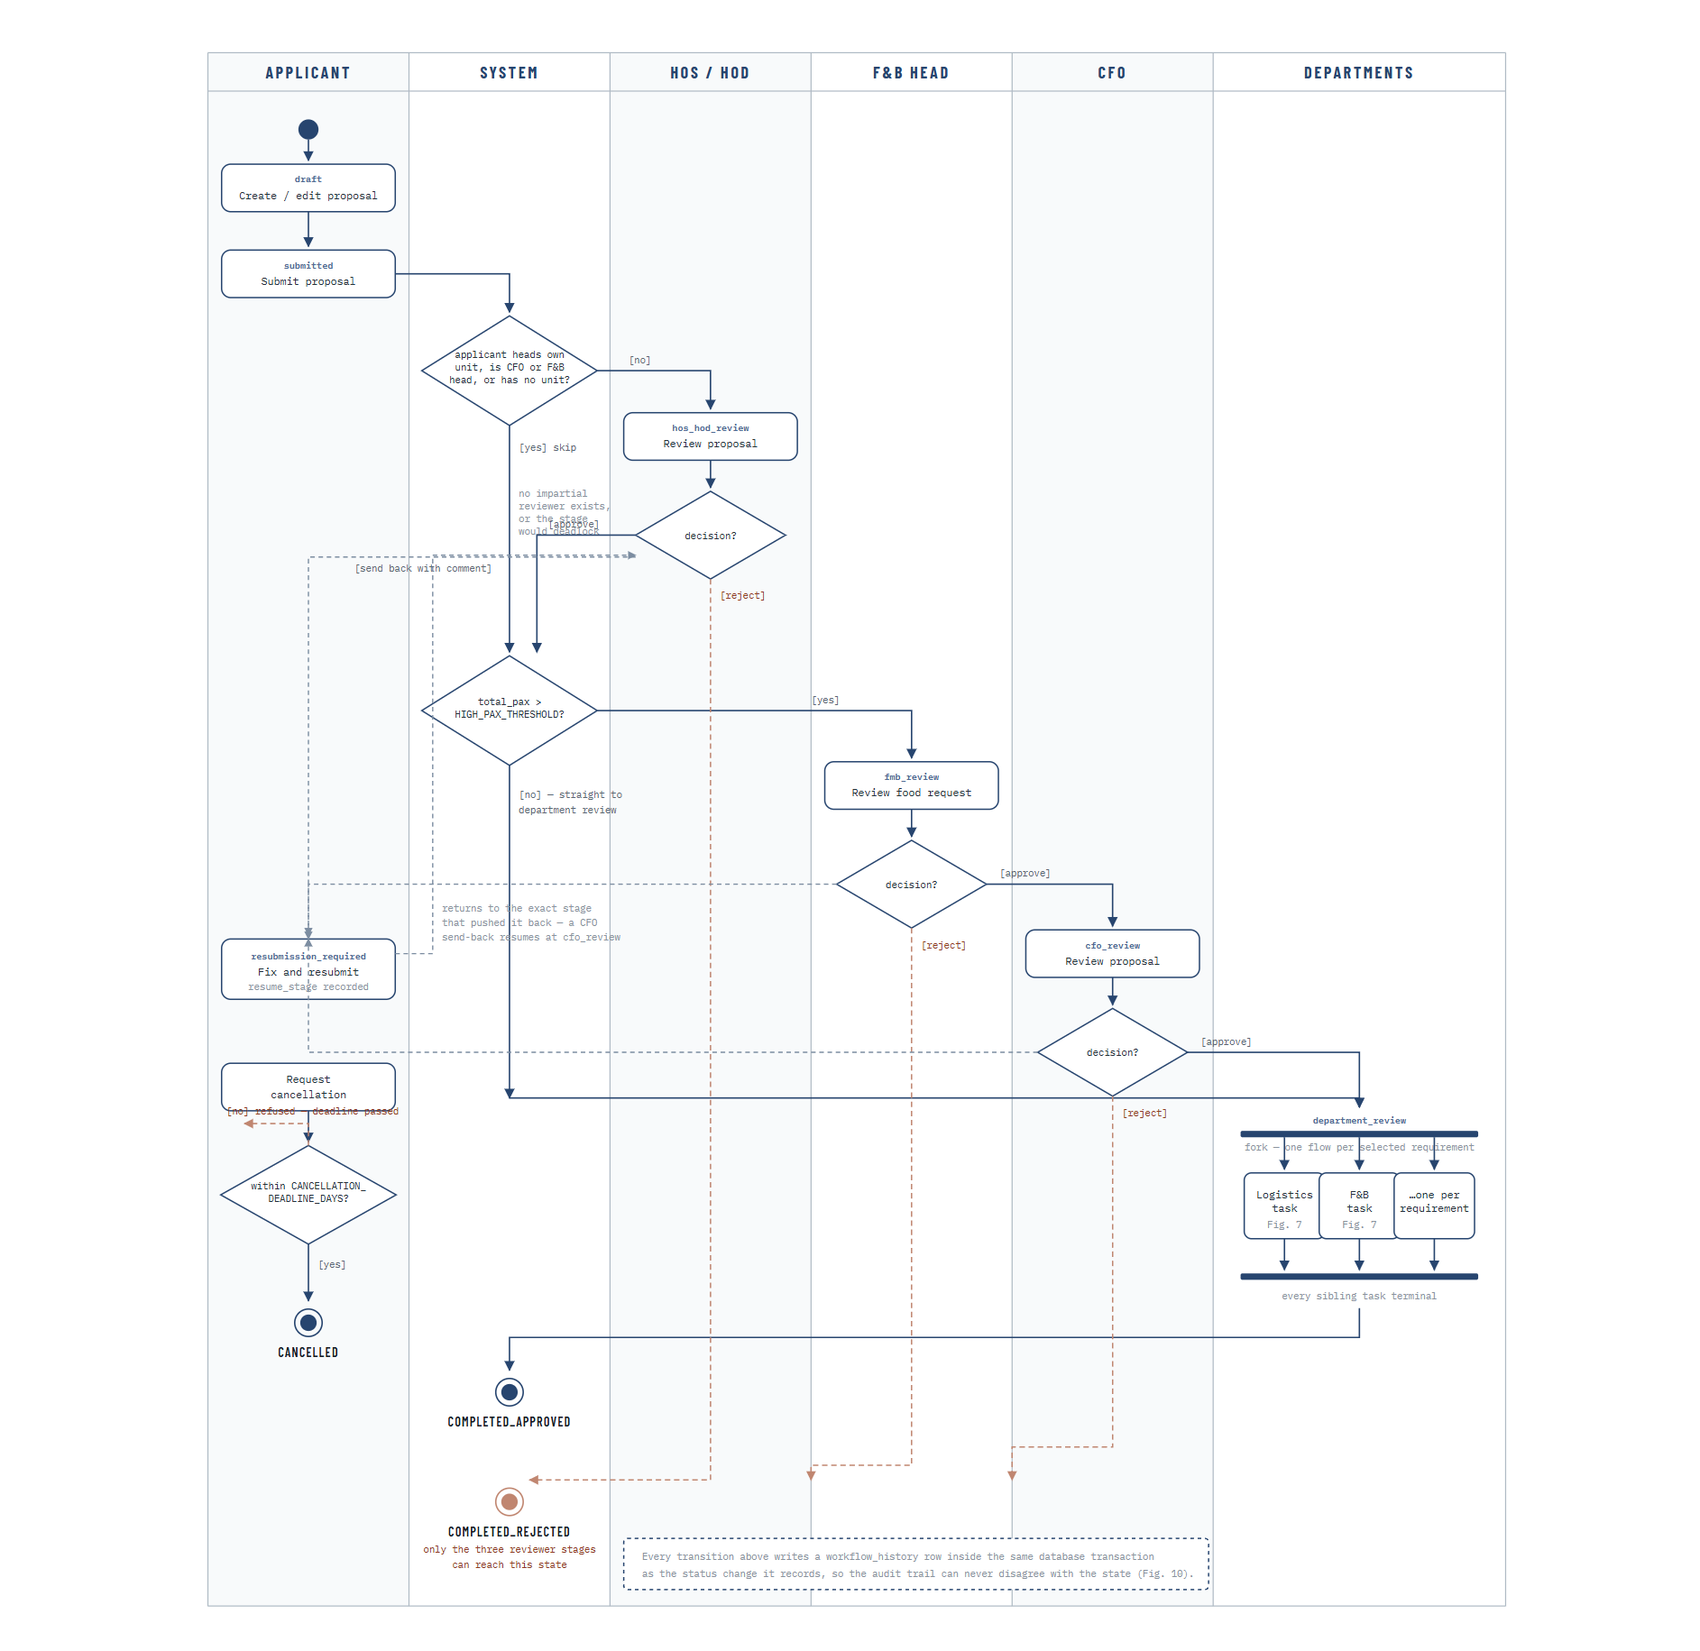 APPLICANT
SYSTEM
HOS / HOD
F&B HEAD
CFO
DEPARTMENTS
draft
Create / edit proposal
submitted
Submit proposal
applicant heads own
unit, is CFO or F&B
head, or has no unit?
[no]
hos_hod_review
Review proposal
[yes] skip
no impartial
reviewer exists,
or the stage
would deadlock
[approve]
decision?
[send back with comment]
[reject]
total_pax >
HIGH_PAX_THRESHOLD?
[yes]
fmb_review
Review food request
[no] — straight to
department review
decision?
[approve]
returns to the exact stage
that pushed it back — a CFO
send-back resumes at cfo_review
[reject]
cfo_review
Review proposal
resubmission_required
Fix and resubmit
resume_stage recorded
decision?
[approve]
Request
cancellation
[no] refused — deadline passed
[reject]
department_review
fork — one flow per selected requirement
within CANCELLATION_
DEADLINE_DAYS?
Logistics
task
Fig. 7
F&B
task
Fig. 7
…one per
requirement
[yes]
every sibling task terminal
CANCELLED
COMPLETED_APPROVED
COMPLETED_REJECTED
only the three reviewer stages
can reach this state
Every transition above writes a workflow_history row inside the same database transaction
as the status change it records, so the audit trail can never disagree with the state (Fig. 10).